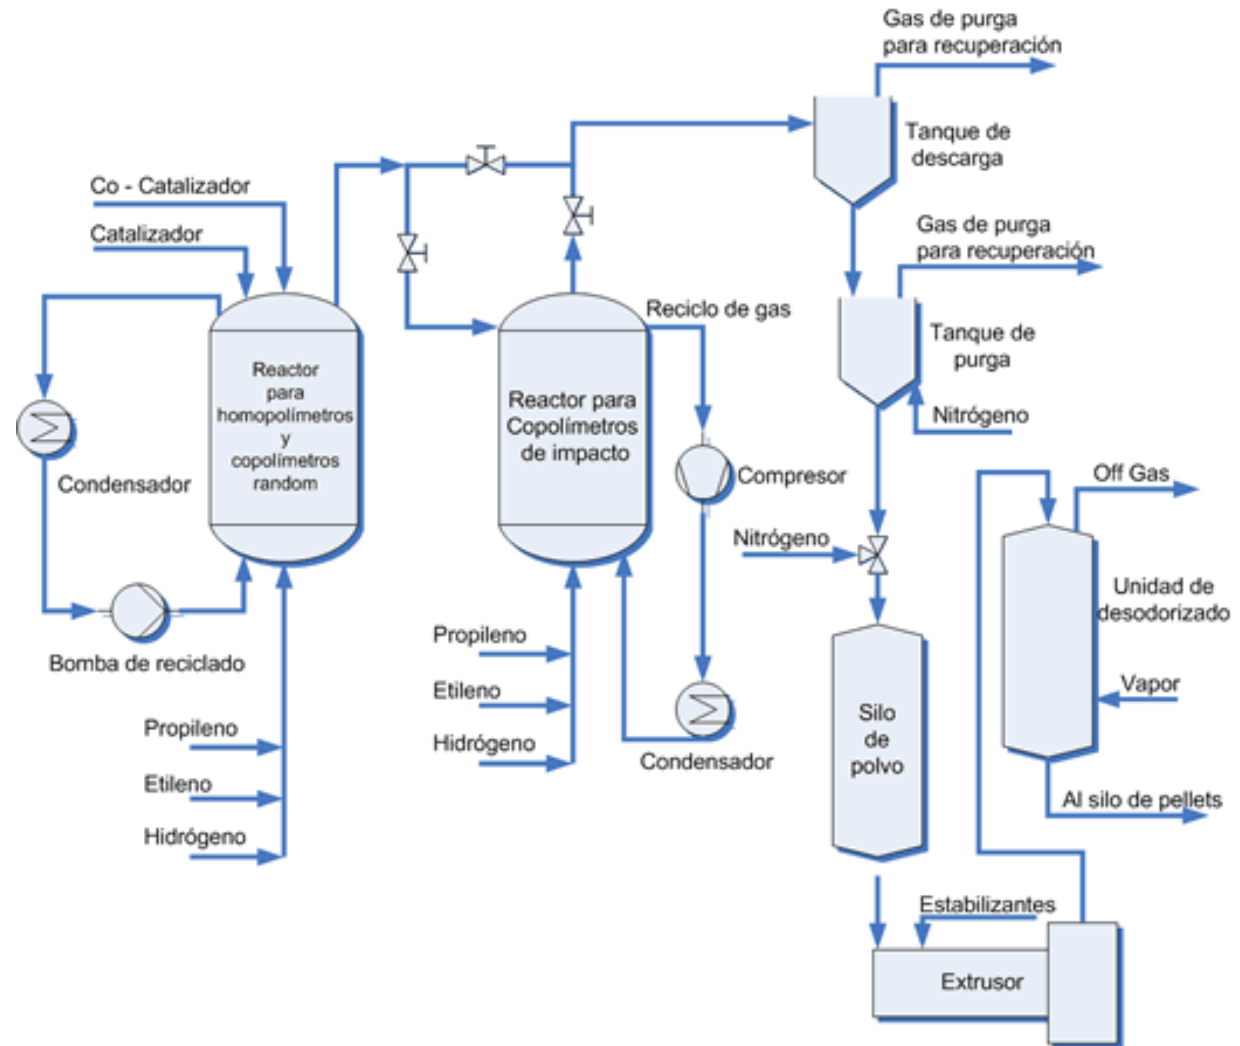 Gas de purga
para recuperación
Tanque de
descarga
Co - Catalizador
Catalizador
Gas de purga
para recuperación
Reciclo de gas
Tanque de
purga
Reactor
para
homopolímetros
y
copolímetros
random
Reactor para
Copolímetros
de impacto
Nitrógeno
Condensador
Compresor
Off Gas
Nitrógeno
Unidad de
desodorizado
Bomba de reciclado
Propileno
Etileno
Hidrógeno
Vapor
Silo
de
polvo
Propileno
Etileno
Hidrógeno
Condensador
Al silo de pellets
Estabilizantes
Extrusor